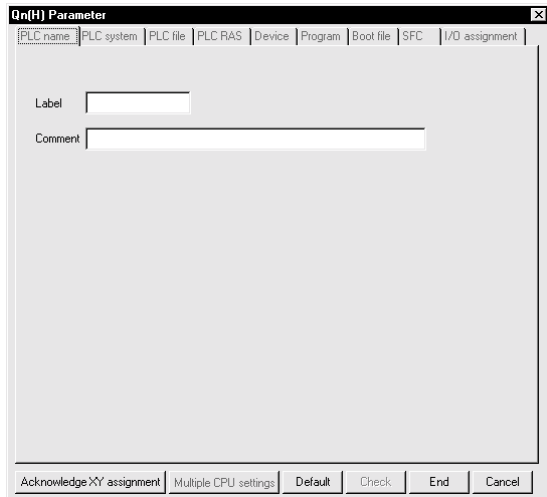 Qn(H) Parameter
PLC name PLC system PLC file PLC RAS Device Program Boot file SFC I/O assignment
Label
Comment
Acknowledge XY assignment Multiple CPU settings Default Check End Cancel